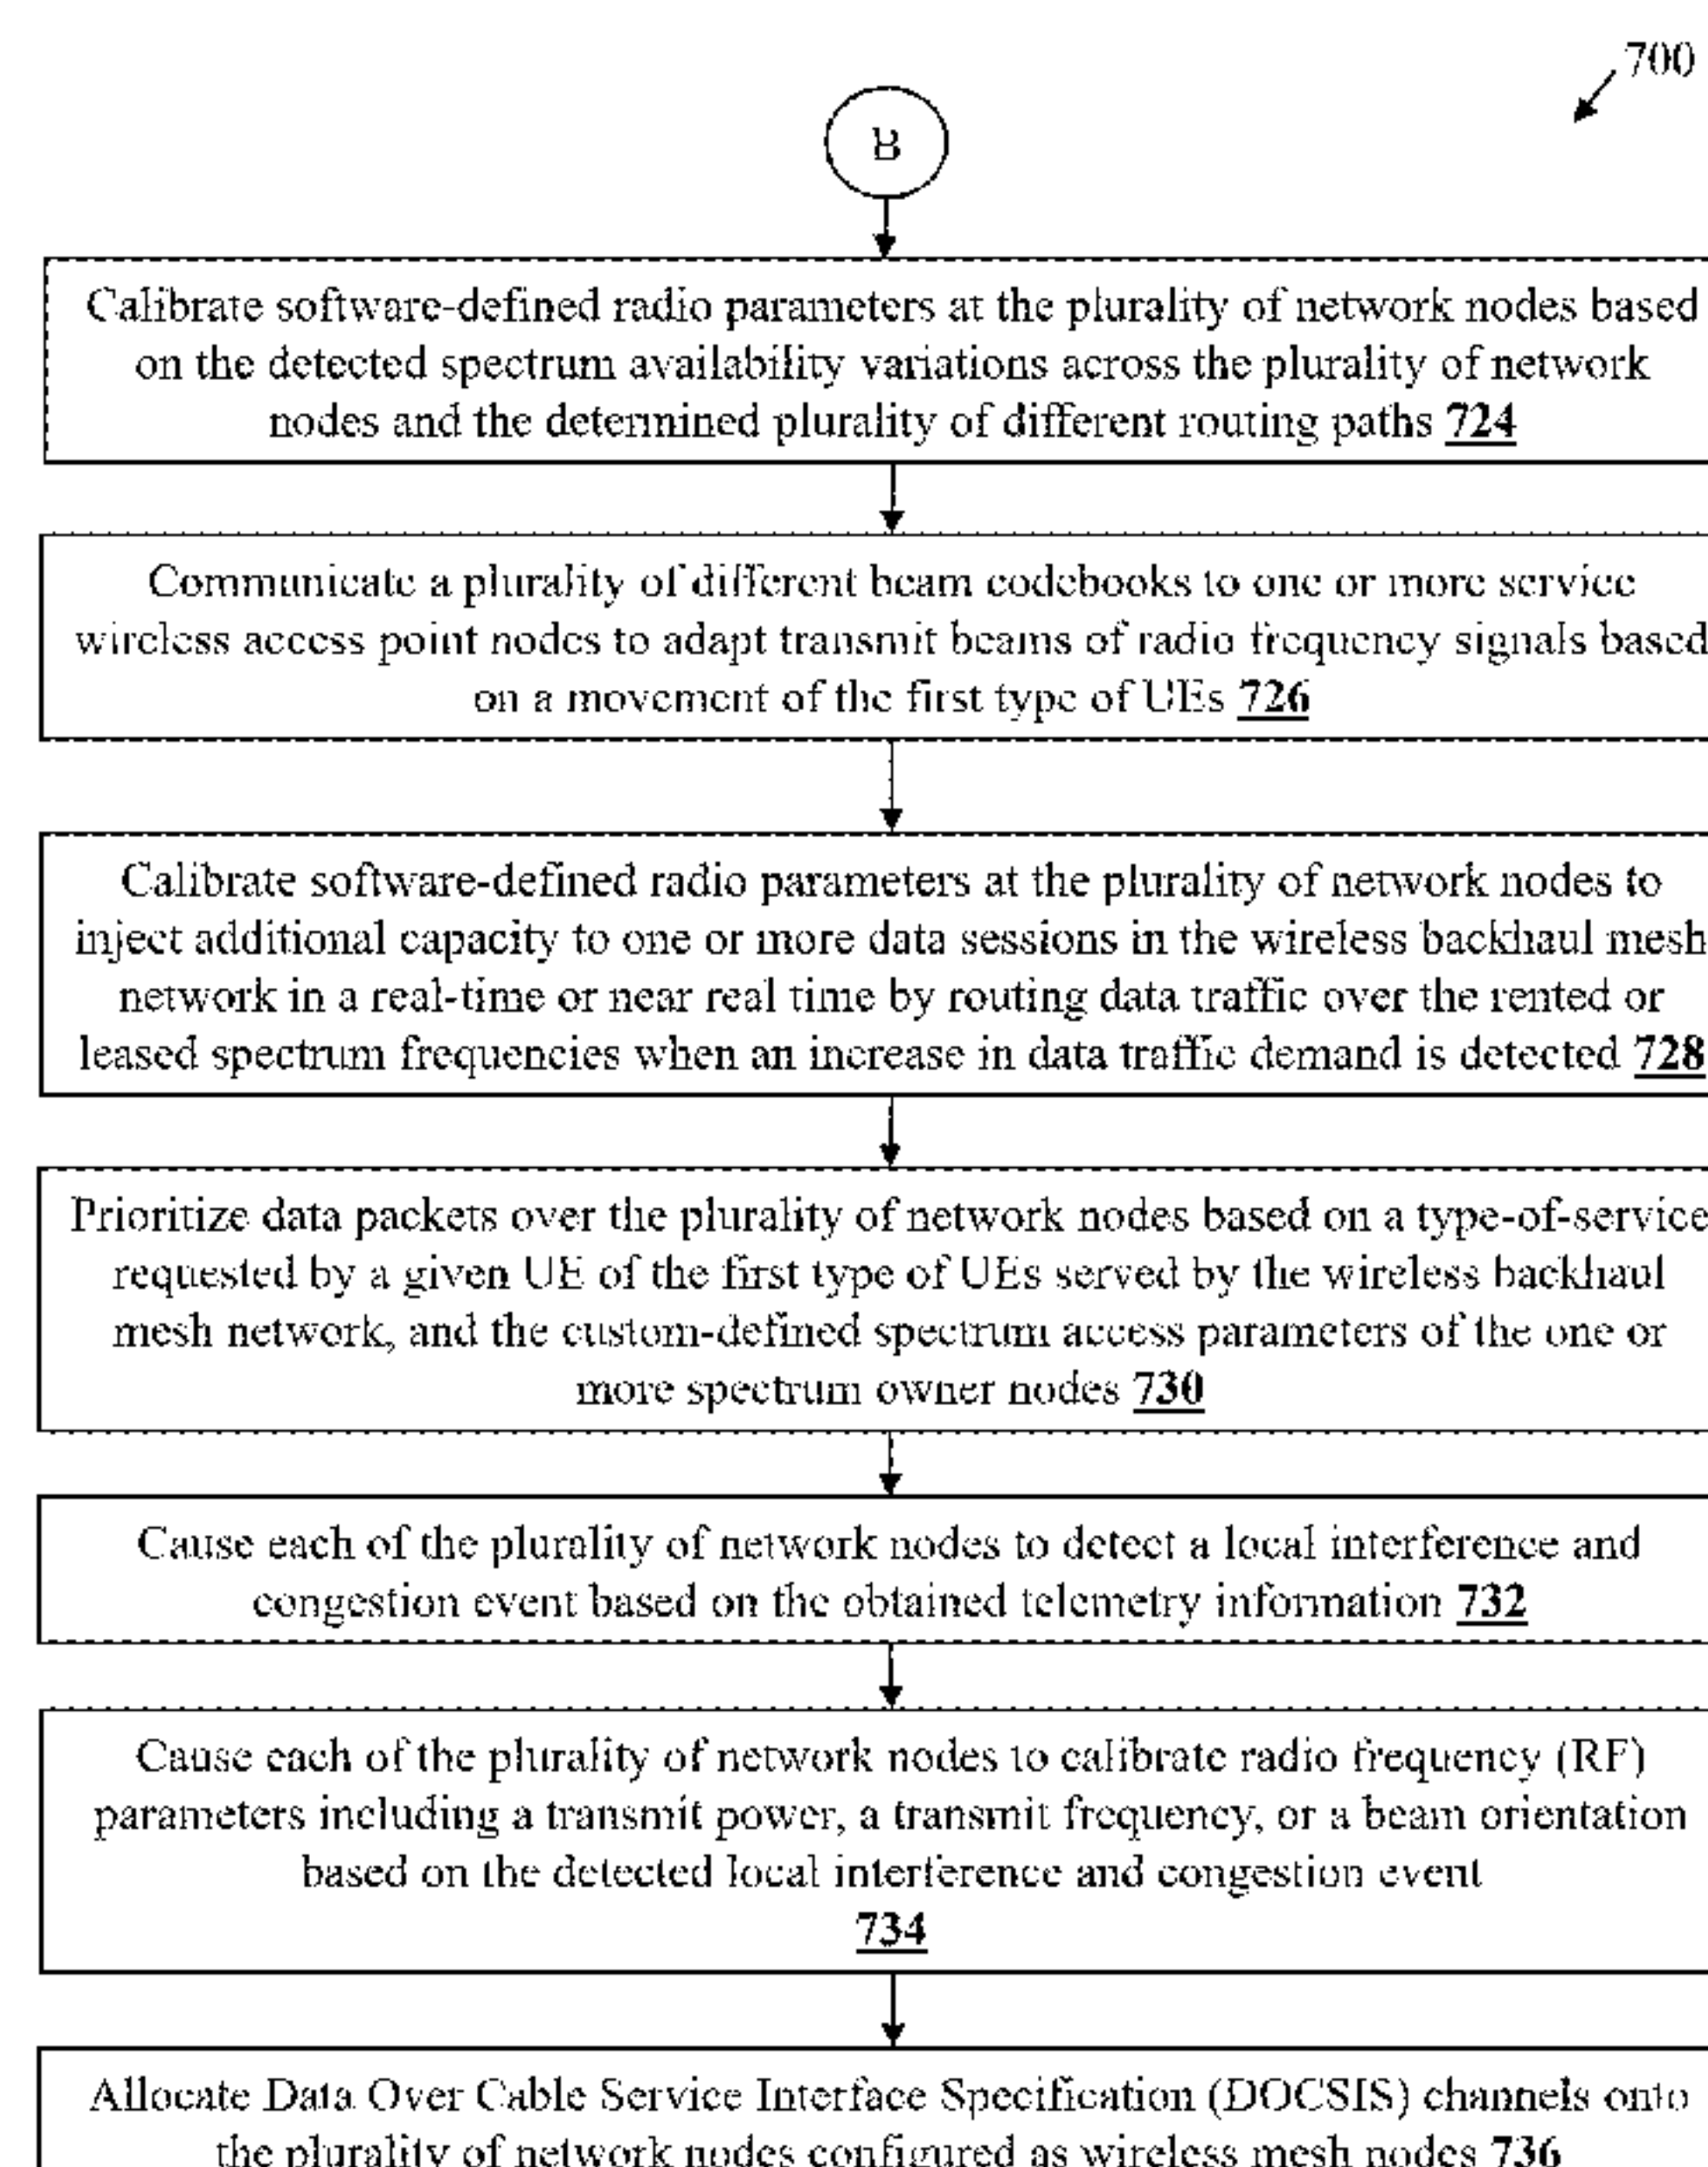 700
B
Calibrate software-defined radio parameters at the plurality of network nodes based
on the detected spectrum availability variations across the plurality of network
nodes and the determined plurality of different routing paths 724
Communicate a plurality of different beam codebooks to one or more service
wireless access point nodes to adapt transmit beams of radio frequency signals based
on a movement of the first type of UEs 726
Calibrate software-defined radio parameters at the plurality of network nodes to
inject additional capacity to one or more data sessions in the wireless backhaul mesh
network in a real-time or near real time by routing data traffic over the rented or
leased spectrum frequencies when an increase in data traffic demand is detected 728
Prioritize data packets over the plurality of network nodes based on a type-of-service
requested by a given UE of the first type of UEs served by the wireless backhaul
mesh network, and the custom-defined spectrum access parameters of the one or
more spectrum owner nodes 730
Cause each of the plurality of network nodes to detect a local interference and
congestion event based on the obtained telemetry information 732
Cause each of the plurality of network nodes to calibrate radio frequency (RF)
parameters including a transmit power, a transmit frequency, or a beam orientation
based on the detected local interference and congestion event
734
Allocate Data Over Cable Service Interface Specification (DOCSIS) channels onto
the plurality of network nodes configured as wireless mesh nodes 736